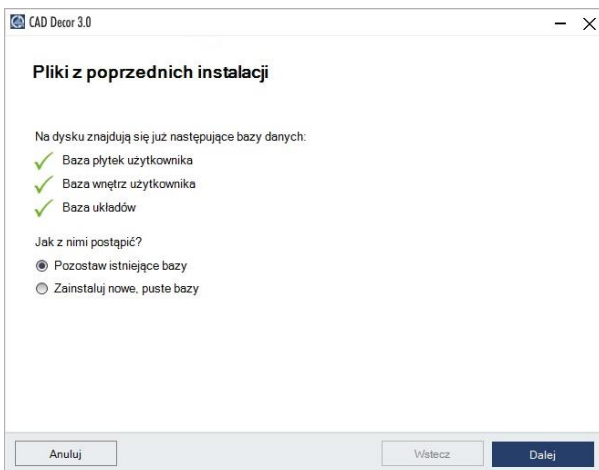 CAD Decor 3.0
Pliki z poprzednich instalacji
Na dysku znajdują się już następujące bazy danych:
Baza płytek użytkownika
Baza wnętrz użytkownika
Baza układów
Jak z nimi postąpić?
Pozostaw istniejące bazy
Zainstaluj nowe, puste bazy
Anuluj Wstecz Dalej